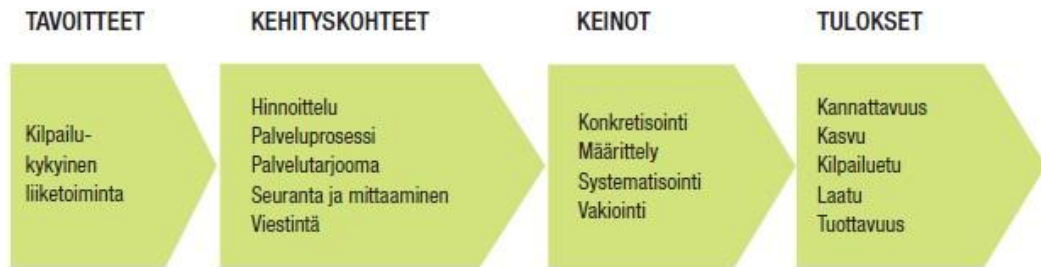 TAVOITTEET
Kilpailu-
kykyinen
liiketoiminta
KEHITYSKOHTEET
Hinnoittelu
Palveluprosessi
Palvelutarjooma
Seuranta ja mittaaminen
Viestintä
KEINOT
Konkretisointi
Määrittely
Systematisointi
Vakiointi
TULOKSET
Kannattavuus
Kasvu
Kilpailuetu
Laatu
Tuottavuus